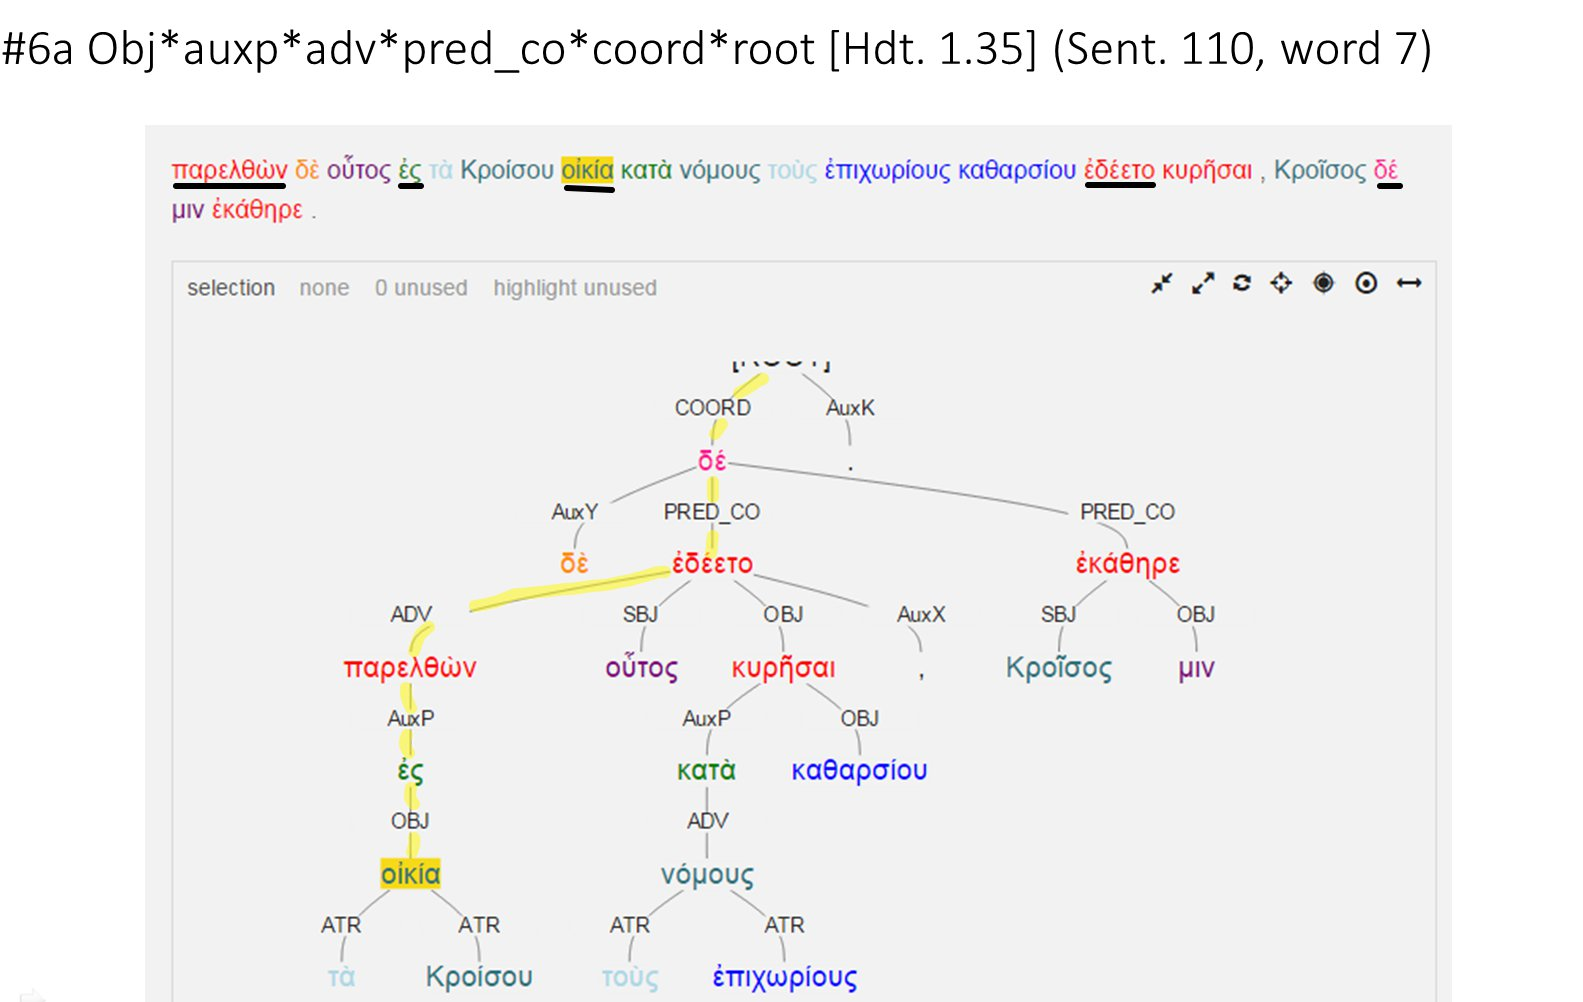 #6a Obj*auxp*adv*pred_co*coord*root [Hdt. 1.35] (Sent. 110, word 7)
παρελθὼν δὲ οὗτος ἐς τὰ Κροίσου οἰκία κατὰ νόμους τοὺς ἐπιχωρίους καθαρσίου ἐδέετο κυρῆσαι , Κροῖσος δέ
μιν ἐκάθηρε .
selection none 0 unused highlight unused
COORD AuxK
δέ .
AuxY PRED_CO PRED_CO
δὲ ἐδέετο ἐκάθηρε
ADV SBJ OBJ AuxX SBJ OBJ
παρελθὼν οὗτος κυρῆσαι , Κροῖσος μιν
AuxP AuxP OBJ
ἐς κατὰ καθαρσίου
OBJ ADV
οἰκία νόμους
ATR ATR ATR ATR
τὰ Κροίσου τοὺς ἐπιχωρίους